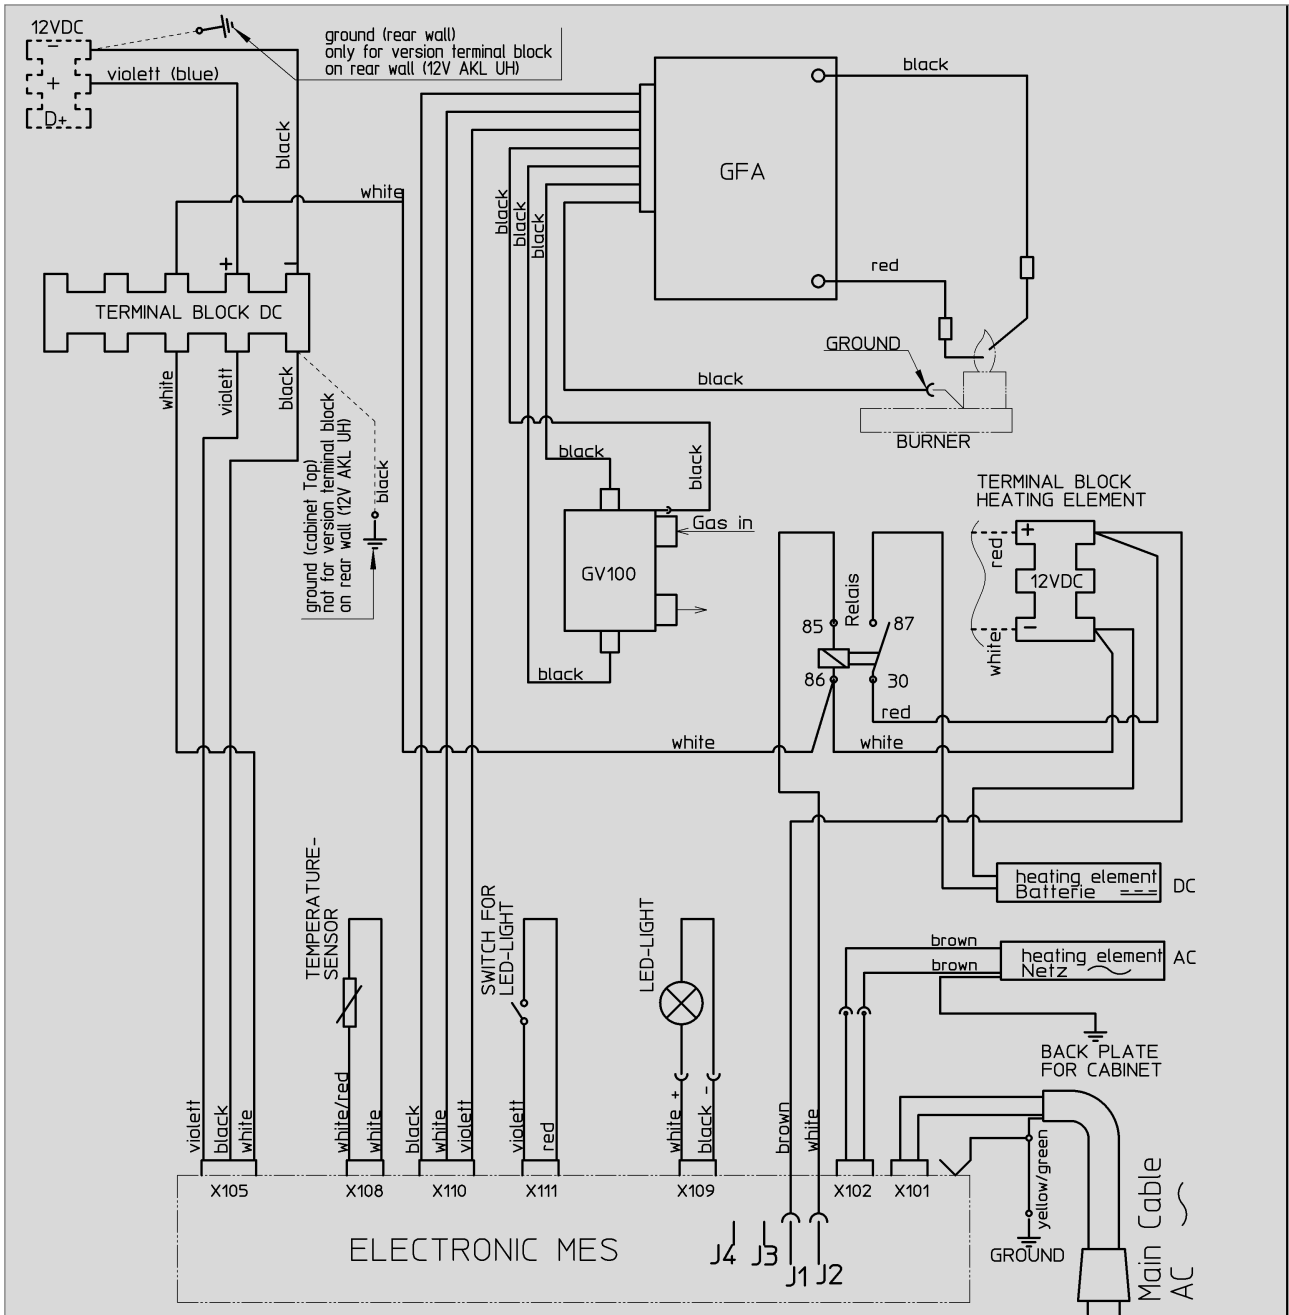 12VDC
−
+
D+
violett (blue)
ground (rear wall)
only for version terminal block
on rear wall (12V AKL UH)
black
white
+
−
TERMINAL BLOCK DC
white
violett
black
ground (cabinet Top)
not for version terminal block
on rear wall (12V AKL UH)
black
GFA
black
red
black
black
black
GROUND
black
BURNER
black
black
Gas in
GV100
black
TERMINAL BLOCK
HEATING ELEMENT
+
12VDC
−
red
white
Relais
85
87
86
30
red
white
white
heating element
Batterie
DC
brown
brown
heating element
Netz
AC
BACK PLATE
FOR CABINET
TEMPERATURE-
SENSOR
SWITCH FOR
LED-LIGHT
LED-LIGHT
violett
black
white
white/red
white
black
white
violett
violett
red
white +
black -
brown
white
yellow/green
GROUND
Main Cable
AC
X105
X108
X110
X111
X109
X102
X101
ELECTRONIC MES
J4
J3
J1
J2